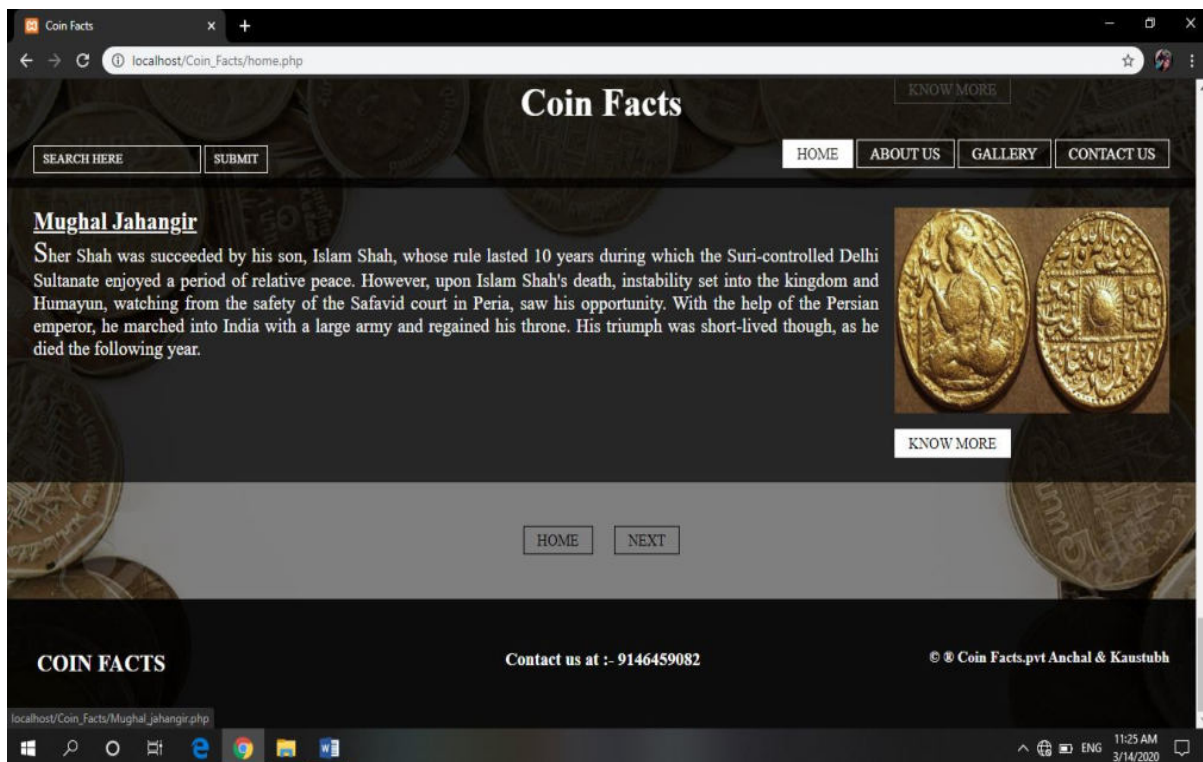 Coin Facts
localhost/Coin_Facts/home.php
KNOW MORE
Coin Facts
SEARCH HERE
SUBMIT
HOME
ABOUT US
GALLERY
CONTACT US
Mughal Jahangir
Sher Shah was succeeded by his son, Islam Shah, whose rule lasted 10 years during which the Suri-controlled Delhi
Sultanate enjoyed a period of relative peace. However, upon Islam Shah's death, instability set into the kingdom and
Humayun, watching from the safety of the Safavid court in Peria, saw his opportunity. With the help of the Persian
emperor, he marched into India with a large army and regained his throne. His triumph was short-lived though, as he
died the following year.
KNOW MORE
HOME
NEXT
COIN FACTS
Contact us at :- 9146459082
© ® Coin Facts.pvt Anchal & Kaustubh
localhost/Coin_Facts/Mughal_jahangir.php
ENG
11:25 AM
3/14/2020